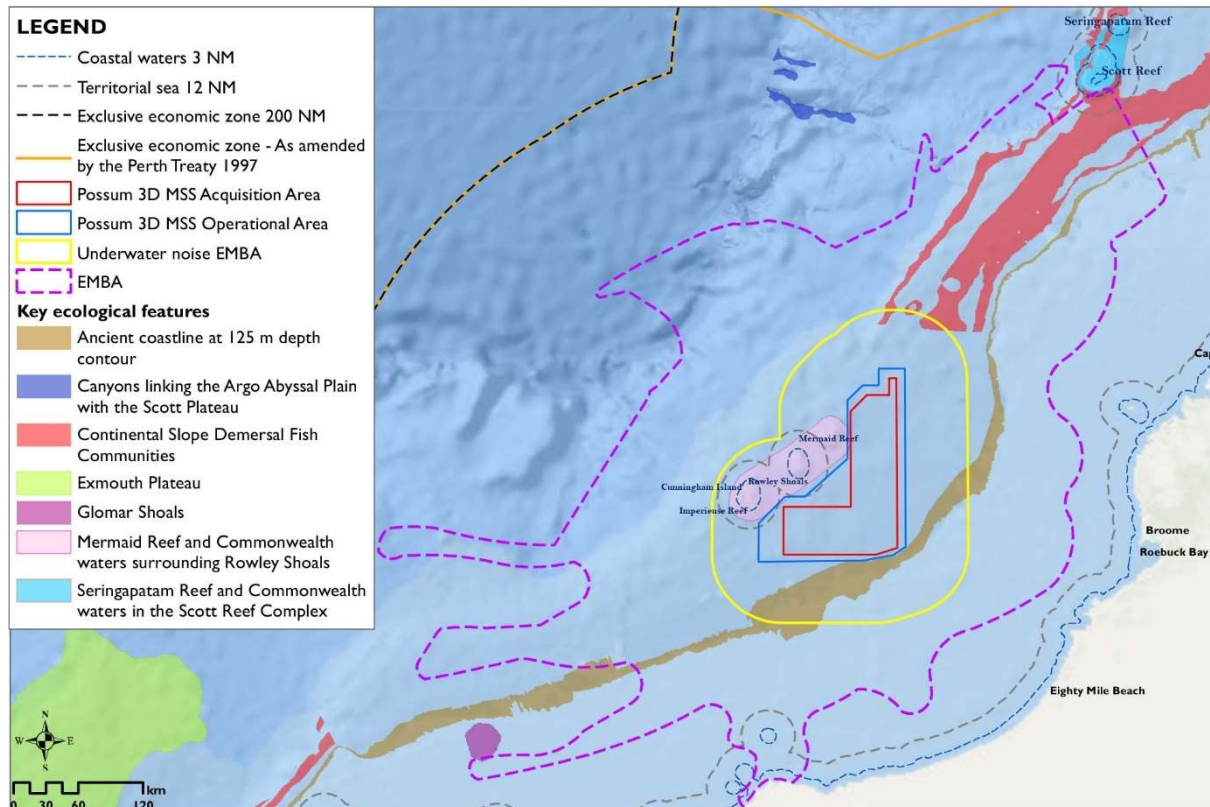 LEGEND
Coastal waters 3 NM
Territorial sea 12 NM
Exclusive economic zone 200 NM
Exclusive economic zone - As amended
by the Perth Treaty 1997
Possum 3D MSS Acquisition Area
Possum 3D MSS Operational Area
Underwater noise EMBA
EMBA
Key ecological features
Ancient coastline at 125 m depth
contour
Canyons linking the Argo Abyssal Plain
with the Scott Plateau
Continental Slope Demersal Fish
Communities
Exmouth Plateau
Glomar Shoals
Mermaid Reef and Commonwealth
waters surrounding Rowley Shoals
Seringapatam Reef and Commonwealth
waters in the Scott Reef Complex
Seringapatam Reef
Scott Reef
Cap
Mermaid Reef
Rowley Shoals
Cunningham Island
Imperieuse Reef
Broome
Roebuck Bay
Eighty Mile Beach
N
W E
S
km
0 30 60 120